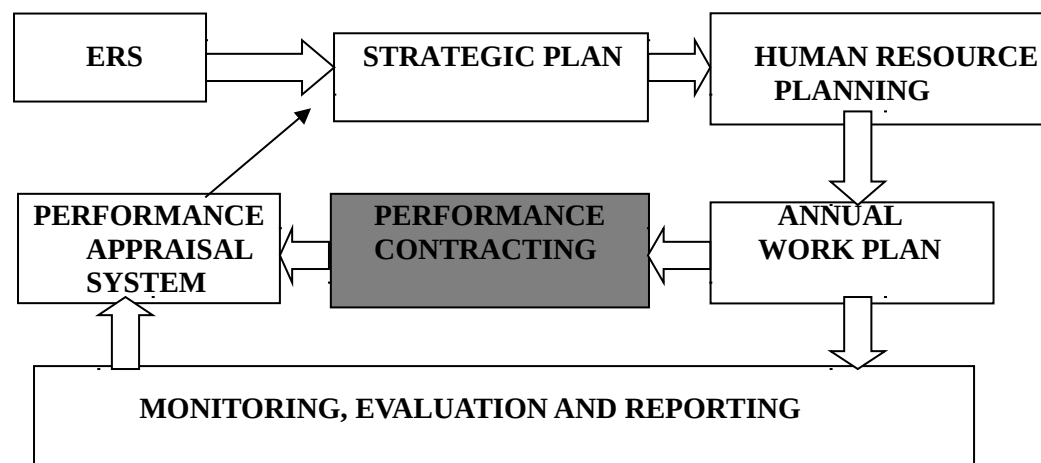 ERS
STRATEGIC PLAN
HUMAN RESOURCE
PLANNING
PERFORMANCE
APPRAISAL
SYSTEM
PERFORMANCE
CONTRACTING
ANNUAL
WORK PLAN
MONITORING, EVALUATION AND REPORTING